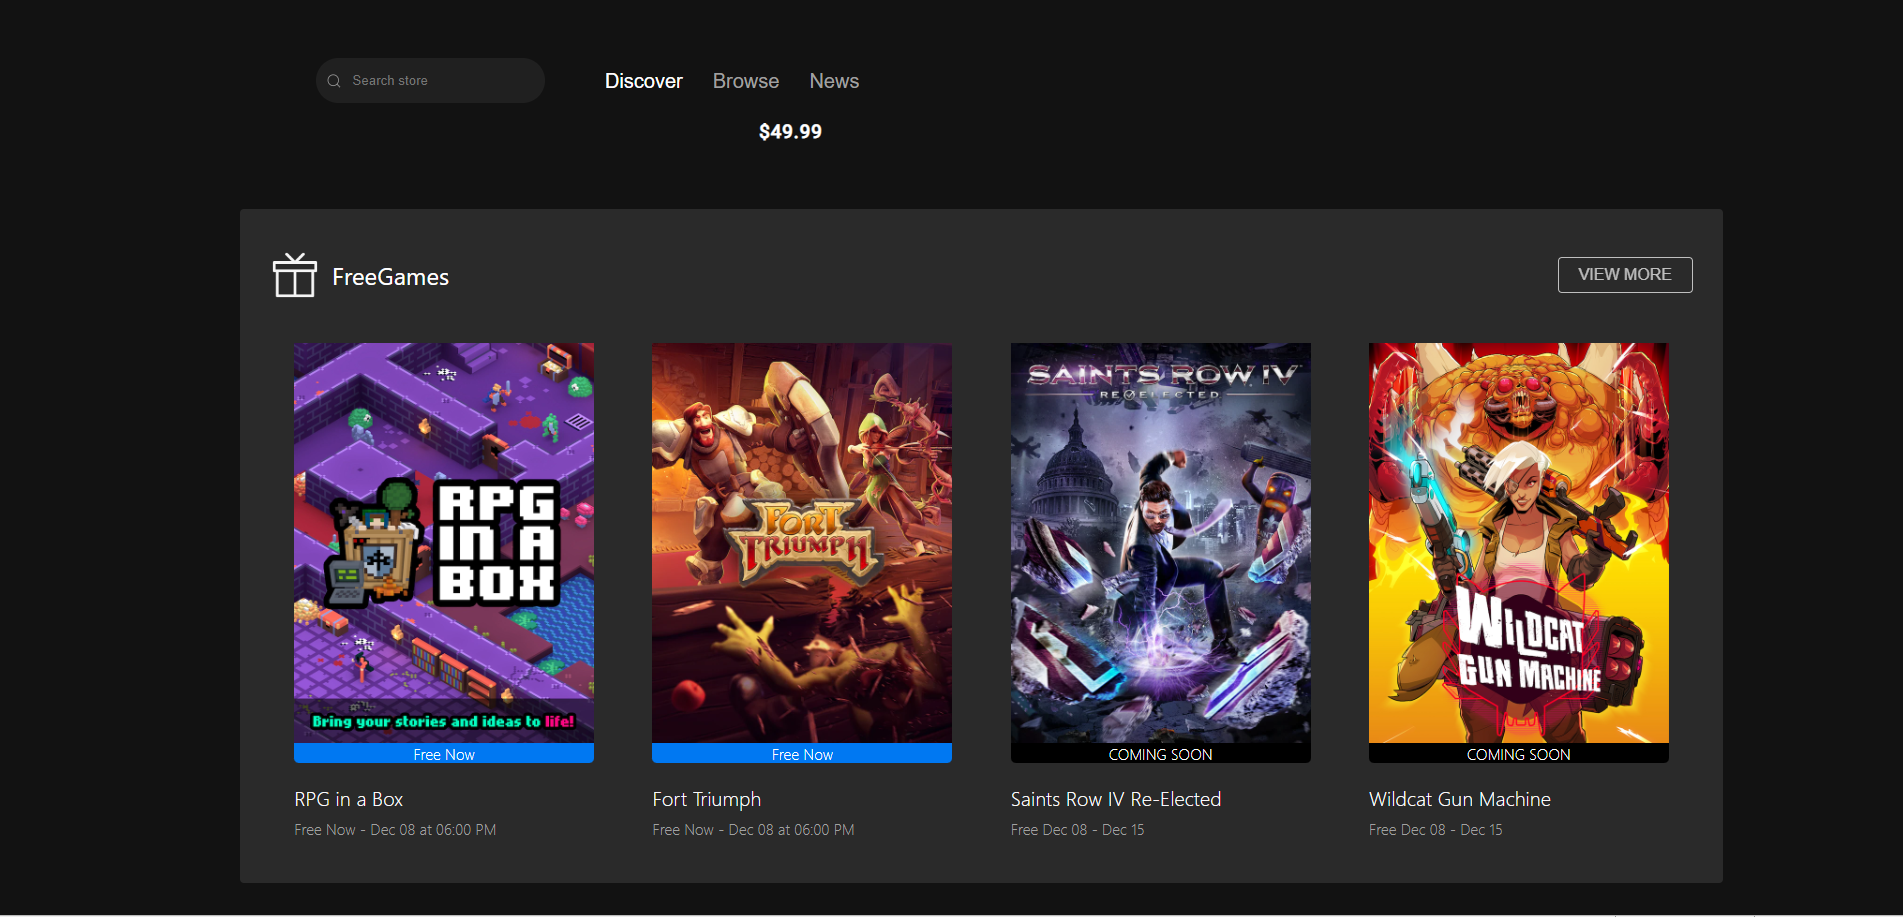 Search store
Discover Browse News
$49.99
FreeGames
VIEW MORE
RPG
IN A
BOX
Bring your stories and ideas to life!
Free Now
RPG in a Box
Free Now - Dec 08 at 06:00 PM
FORT
TRIUMPH
Free Now
Fort Triumph
Free Now - Dec 08 at 06:00 PM
SAINTS ROW IV
RE-ELECTED
COMING SOON
Saints Row IV Re-Elected
Free Dec 08 - Dec 15
WILDCAT
GUN MACHINE
COMING SOON
Wildcat Gun Machine
Free Dec 08 - Dec 15